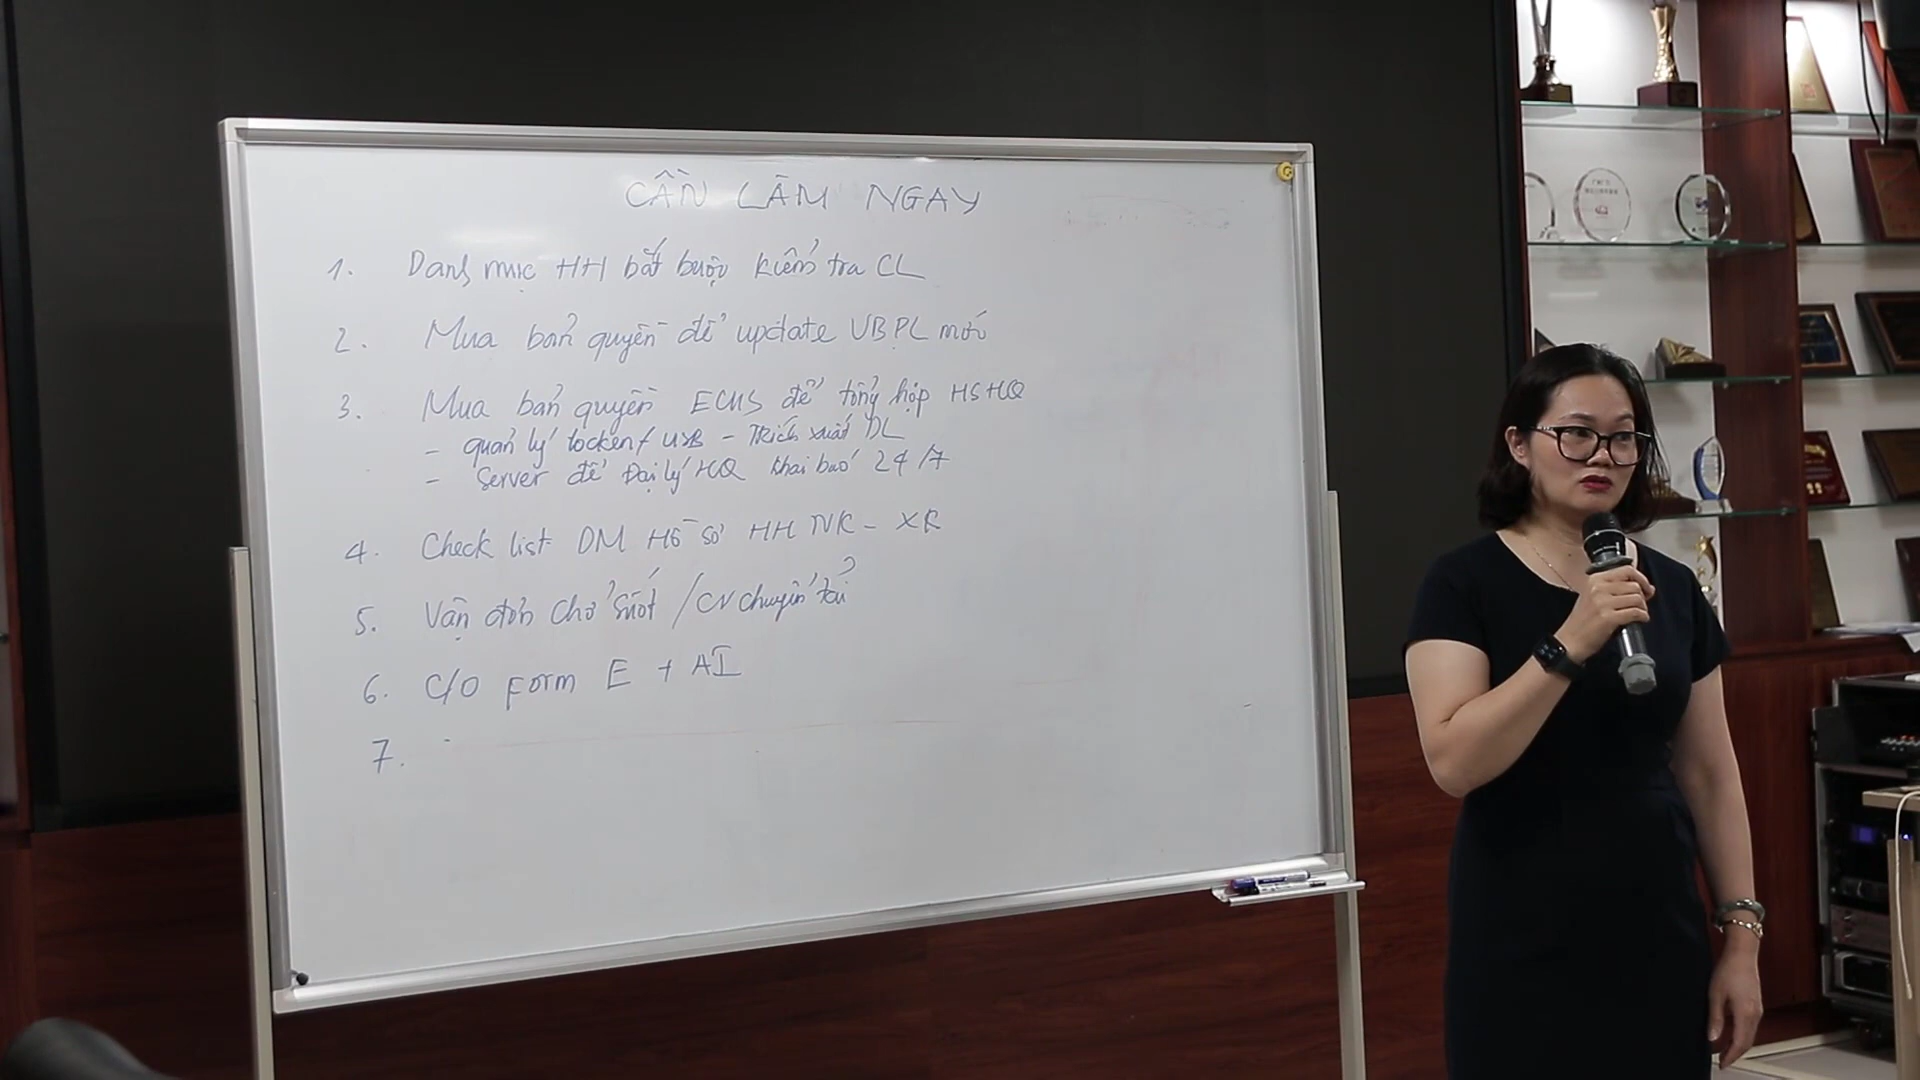 CẦN LÀM NGAY
1. Danh mục HH bắt buộc kiểm tra CL
2. Mua bản quyền để update VBPL mới
3. Mua bản quyền ECUS để tổng hợp HSHQ
- quản lý tocken/USB - Trích xuất DL
- Server để Đại lý HQ khai báo 24/7
4. Check list DM Hồ sơ HH NK - XK
5. Vận đơn chở suốt /CV chuyển tải
6. C/O Form E + AI
7.